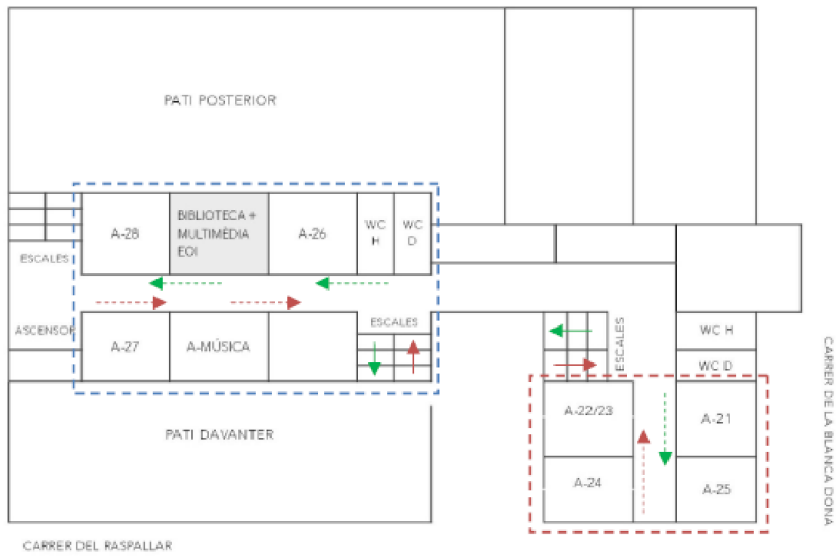 PATI POSTERIOR
A-28
BIBLIOTECA +
MULTIMÈDIA
EOI
A-26
WC
H
WC
D
ESCALES
ASCENSOR
A-27
A-MÚSICA
ESCALES
ESCALES
WC H
WC D
A-22/23
A-21
A-24
A-25
PATI DAVANTER
CARRER DE LA BLANCA DONA
CARRER DEL RASPALLAR